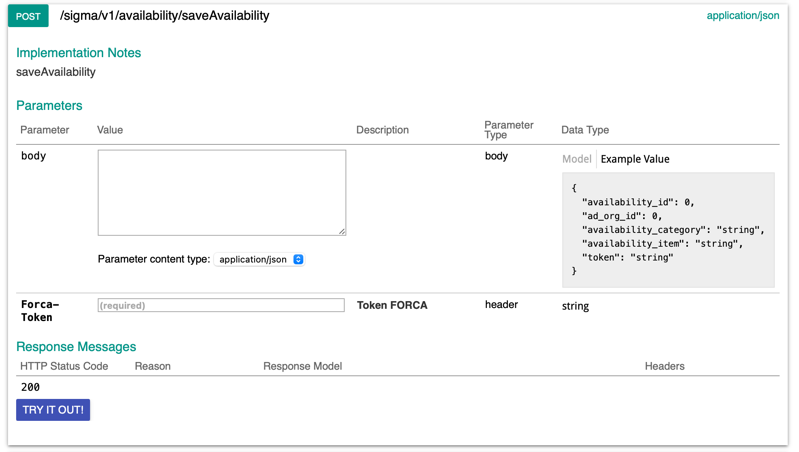 POST /sigma/v1/availability/saveAvailability application/json
Implementation Notes
saveAvailability
Parameters
Parameter Value Description Parameter Type Data Type
body body Model Example Value
{
"availability_id": 0,
"ad_org_id": 0,
"availability_category": "string",
"availability_item": "string",
"token": "string"
}
Parameter content type: application/json
Forca-Token (required) Token FORCA header string
Response Messages
HTTP Status Code Reason Response Model Headers
200
TRY IT OUT!